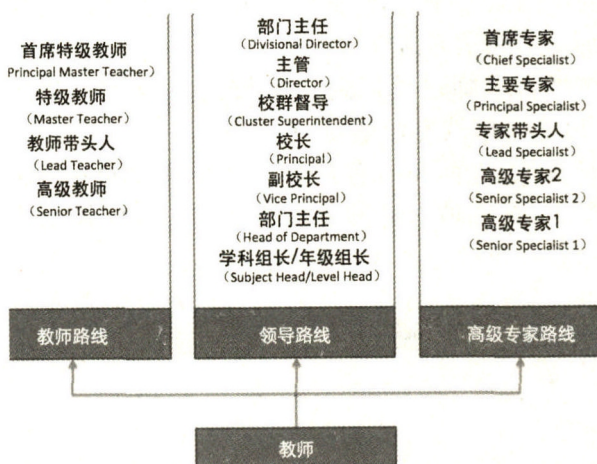 首席特级教师
Principal Master Teacher）
特级教师
（Master Teacher）
教师带头人
（Lead Teacher）
高级教师
（Senior Teacher）
教师路线
部门主任
（Divisional Director）
主管
（Director）
校群督导
（Cluster Superintendent）
校长
（Principal）
副校长
（Vice Principal）
部门主任
（Head of Department）
学科组长/年级组长
（Subject Head/Level Head）
领导路线
首席专家
（Chief Specialist）
主要专家
（Principal Specialist）
专家带头人
（Lead Specialist）
高级专家2
（Senior Specialist 2）
高级专家1
（Senior Specialist 1）
高级专家路线
教师